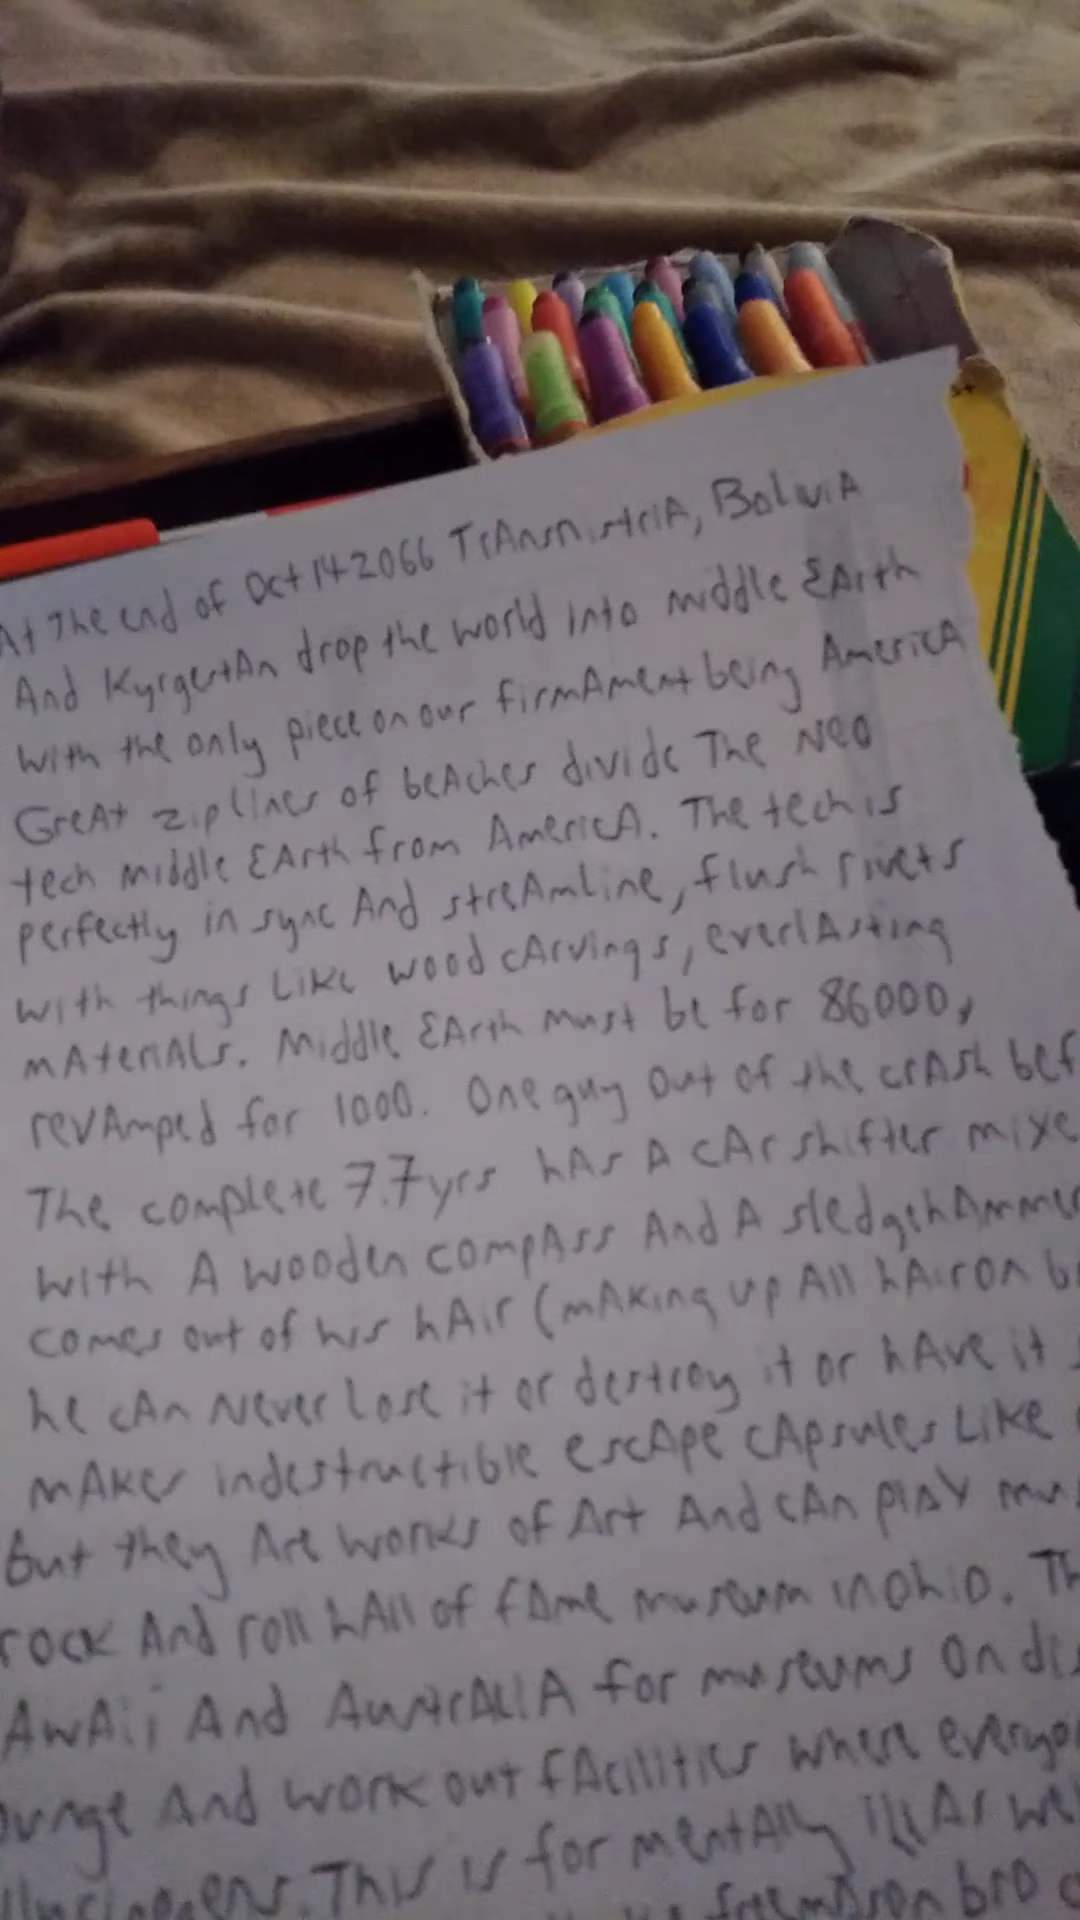 At The end of Oct 14 2066 TrAnsnistriA, BoliviA
And KyrgestAn drop the world into middle EArth
with the only piece on our firmAment being AmericA
GreAt ziplines of beAches divide The Neo
tech middle EArth from AmericA. The tech is
perfectly in sync And streAmline, flush rivets
with things Like wood cArvings, everlAsting
mAteriALs. Middle EArth must be for 86000,
revAmped for 1000. One guy out of the crAsh bef
The complete 7.7yrs hAs A cAr shifter mixe
with A wooden compAss And A sledgehAmme
comes out of his hAir (mAking up All hAir on b
he cAn Never Lose it or destroy it or hAve it
mAkes indestructible escApe cApsules Like
but they Are works of Art And cAn plAy mus
rock And roll hAll of fAme museum in Ohio. Th
AwAii And AustrALIA for museums On dis
ounge And work out fAcilities where everyo
This is for mentAlly ill As we
freemAson bro